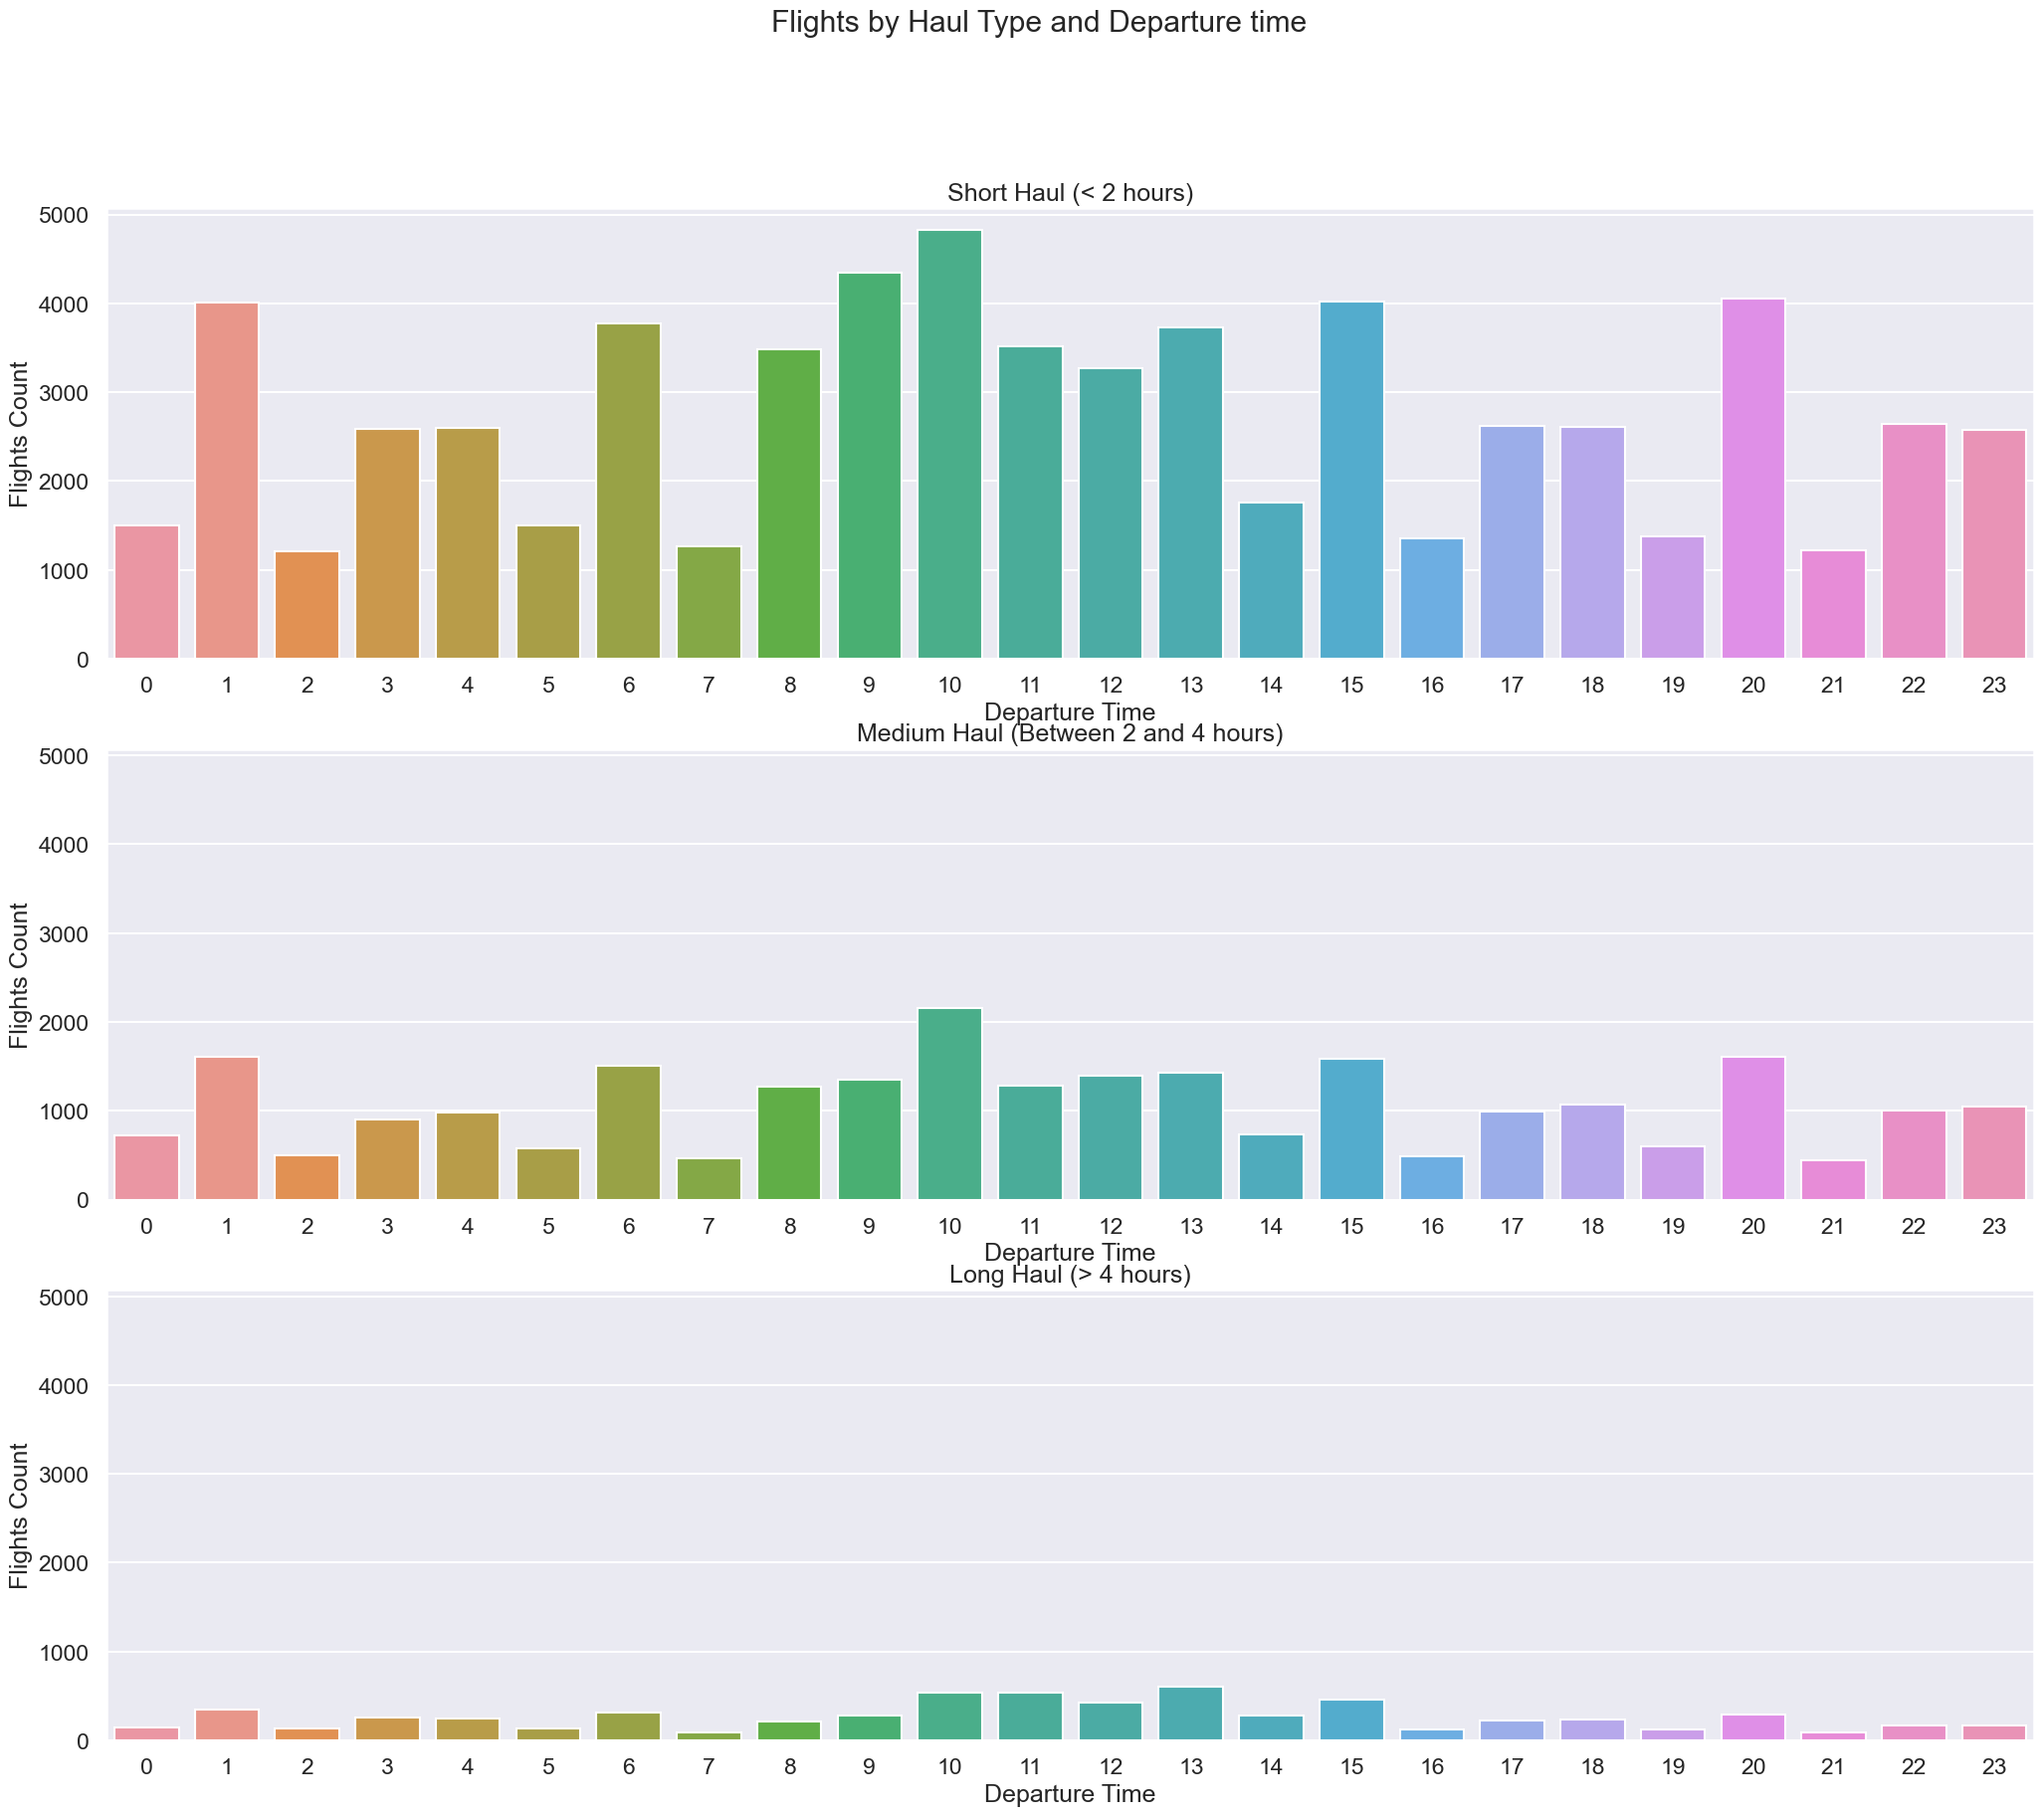 Flights by Haul Type and Departure time
Short Haul (< 2 hours)
5000
4000
3000
2000
1000
0
Flights Count
0 1 2 3 4 5 6 7 8 9 10 11 12 13 14 15 16 17 18 19 20 21 22 23
Departure Time
Medium Haul (Between 2 and 4 hours)
5000
4000
3000
2000
1000
0
Flights Count
0 1 2 3 4 5 6 7 8 9 10 11 12 13 14 15 16 17 18 19 20 21 22 23
Departure Time
Long Haul (> 4 hours)
5000
4000
3000
2000
1000
0
Flights Count
0 1 2 3 4 5 6 7 8 9 10 11 12 13 14 15 16 17 18 19 20 21 22 23
Departure Time